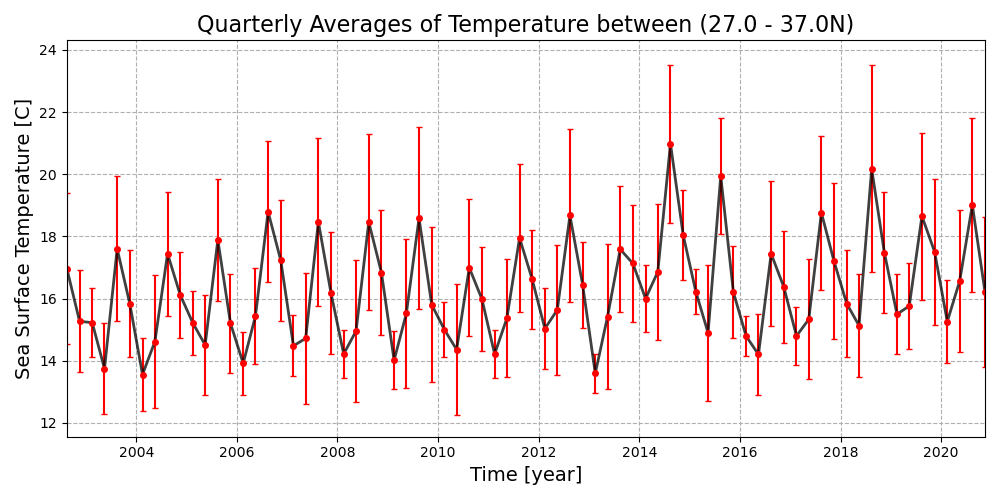 Quarterly Averages of Temperature between (27.0 - 37.0N)
24
22
20
18
16
14
12
Sea Surface Temperature [C]
2004 2006 2008 2010 2012 2014 2016 2018 2020
Time [year]